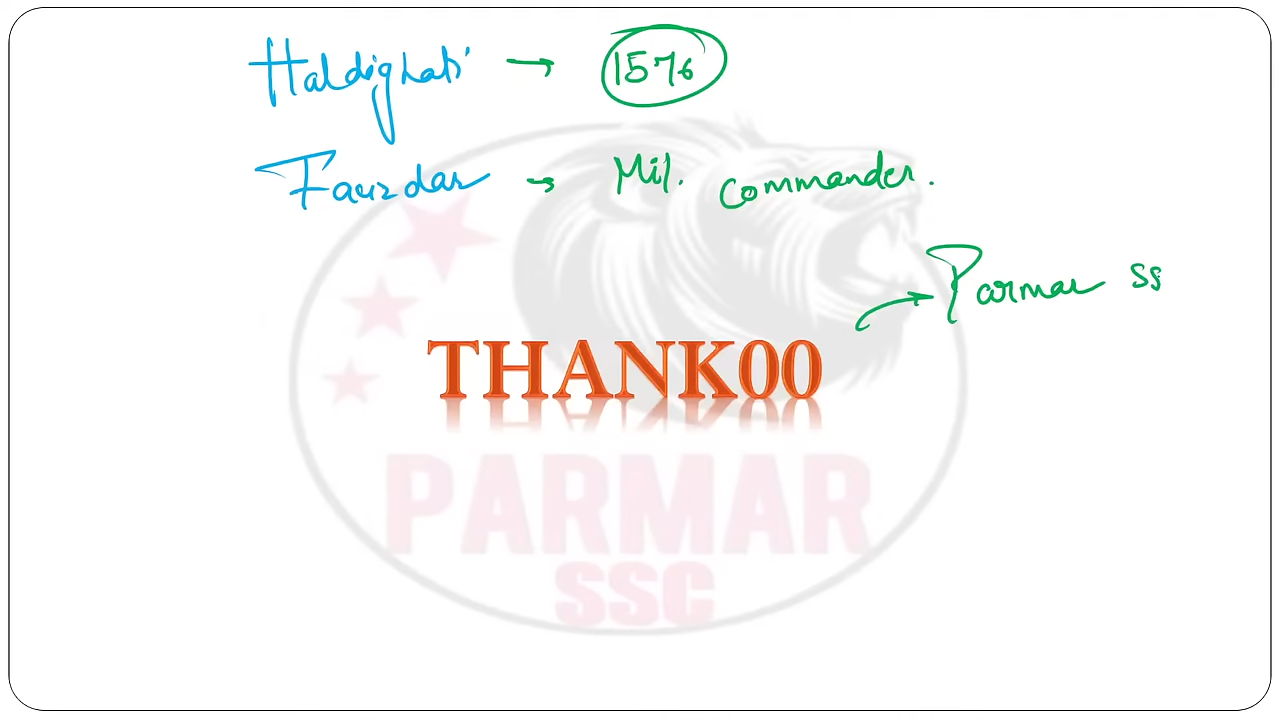 Haldighati → 1576
Fauzdar → Mil. Commander.
Parmar SS
THANK00
PARMAR
SSC